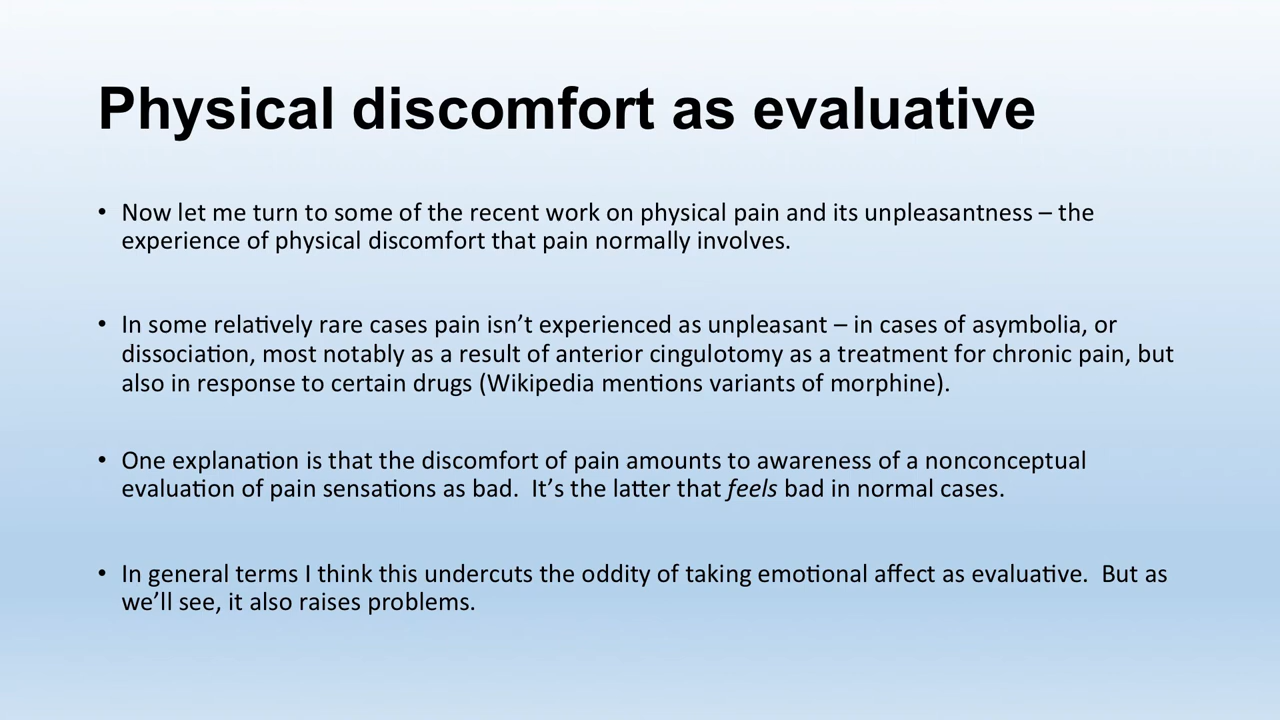 Physical discomfort as evaluative
• Now let me turn to some of the recent work on physical pain and its unpleasantness – the
experience of physical discomfort that pain normally involves.
• In some relatively rare cases pain isn’t experienced as unpleasant – in cases of asymbolia, or
dissociation, most notably as a result of anterior cingulotomy as a treatment for chronic pain, but
also in response to certain drugs (Wikipedia mentions variants of morphine).
• One explanation is that the discomfort of pain amounts to awareness of a nonconceptual
evaluation of pain sensations as bad.  It’s the latter that feels bad in normal cases.
• In general terms I think this undercuts the oddity of taking emotional affect as evaluative.  But as
we’ll see, it also raises problems.